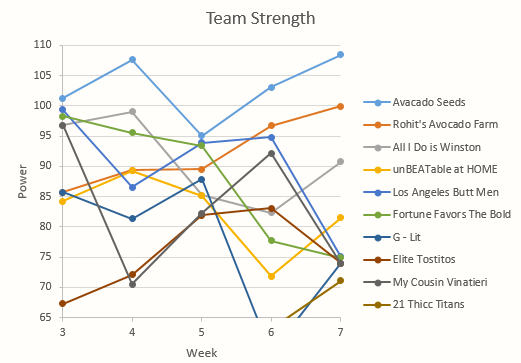 Team Strength
110
105
100
95
90
85
80
75
70
65
Power
3
4
5
6
7
Week
Avacado Seeds
Rohit's Avocado Farm
All I Do is Winston
unBEATable at HOME
Los Angeles Butt Men
Fortune Favors The Bold
G - Lit
Elite Tostitos
My Cousin Vinatieri
21 Thicc Titans